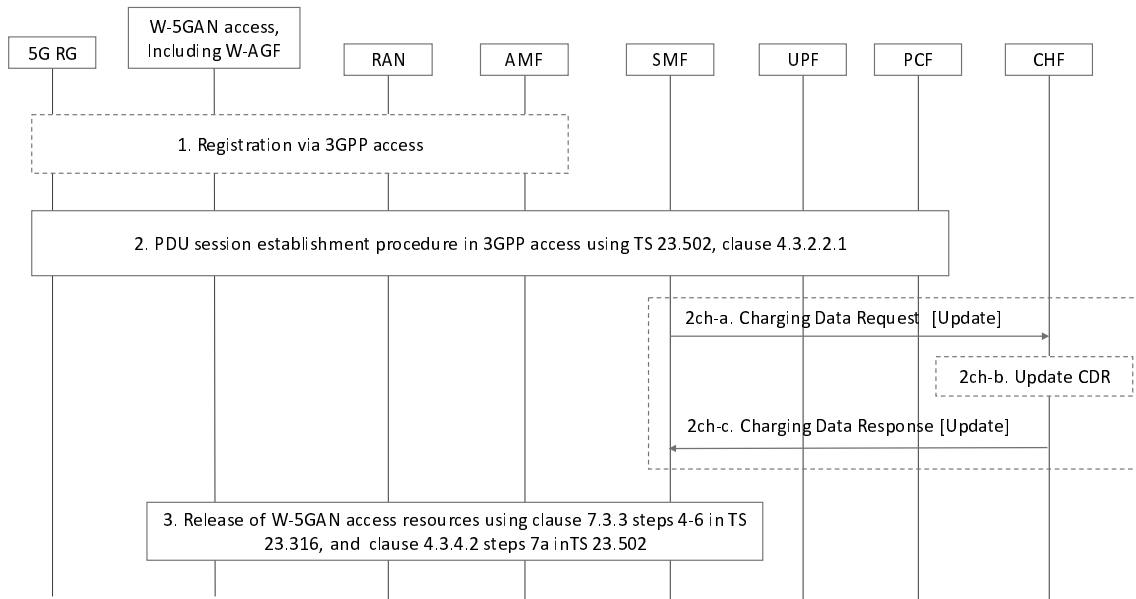 5G RG
W-5GAN access,
Including W-AGF
RAN
AMF
SMF
UPF
PCF
CHF
1. Registration via 3GPP access
2. PDU session establishment procedure in 3GPP access using TS 23.502, clause 4.3.2.2.1
2ch-a. Charging Data Request [Update]
2ch-b. Update CDR
2ch-c. Charging Data Response [Update]
3. Release of W-5GAN access resources using clause 7.3.3 steps 4-6 in TS
23.316, and clause 4.3.4.2 steps 7a inTS 23.502